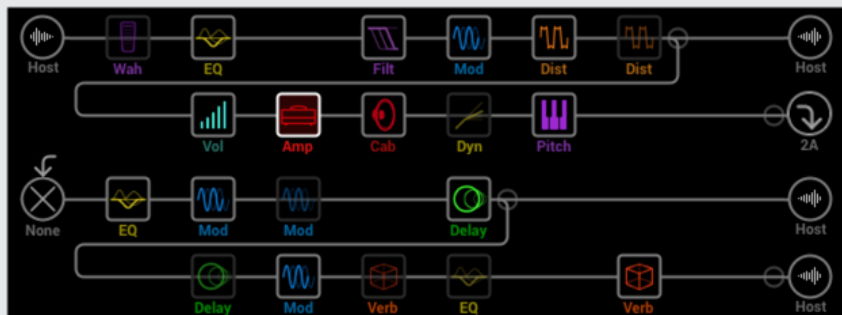 Host Wah EQ Filt Mod Dist Dist Host
Vol Amp Cab Dyn Pitch 2A
None EQ Mod Mod Delay Host
Delay Mod Verb EQ Verb Host